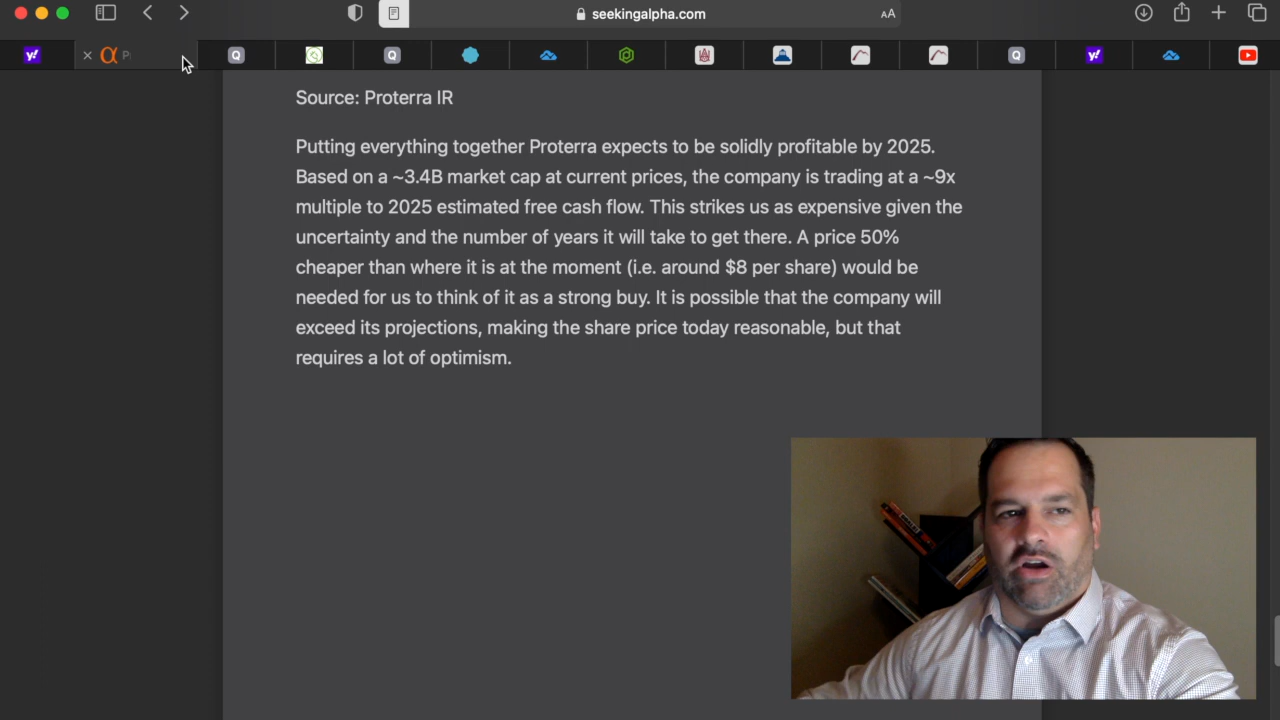 seekingalpha.com
AA
y!
α P
Q
Q
Q
y!
Source: Proterra IR
Putting everything together Proterra expects to be solidly profitable by 2025.
Based on a ~3.4B market cap at current prices, the company is trading at a ~9x
multiple to 2025 estimated free cash flow. This strikes us as expensive given the
uncertainty and the number of years it will take to get there. A price 50%
cheaper than where it is at the moment (i.e. around $8 per share) would be
needed for us to think of it as a strong buy. It is possible that the company will
exceed its projections, making the share price today reasonable, but that
requires a lot of optimism.